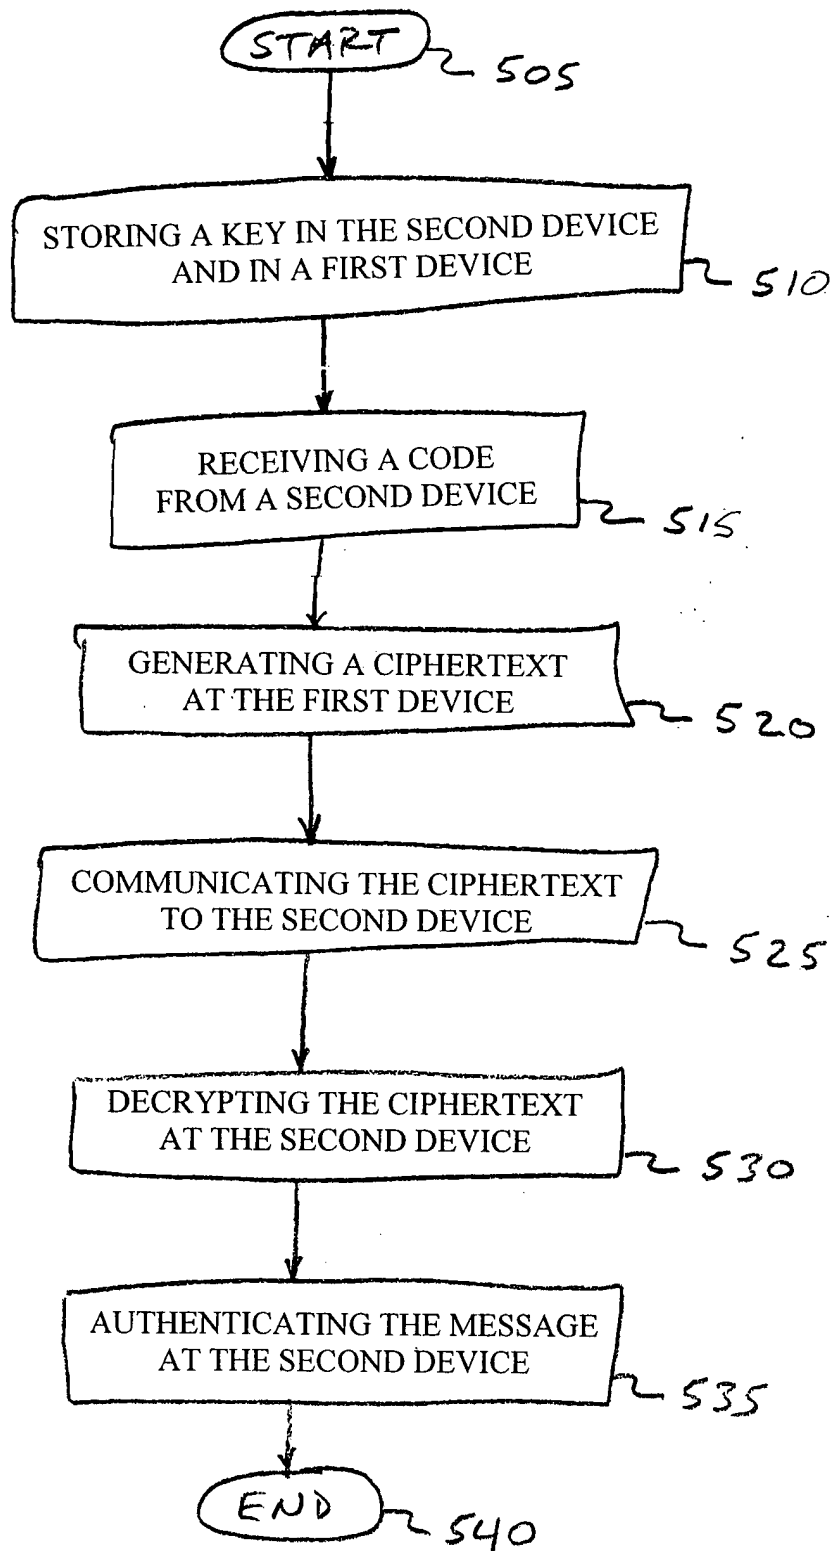 START
505
STORING A KEY IN THE SECOND DEVICE
AND IN A FIRST DEVICE
510
RECEIVING A CODE
FROM A SECOND DEVICE
515
GENERATING A CIPHERTEXT
AT THE FIRST DEVICE
520
COMMUNICATING THE CIPHERTEXT
TO THE SECOND DEVICE
525
DECRYPTING THE CIPHERTEXT
AT THE SECOND DEVICE
530
AUTHENTICATING THE MESSAGE
AT THE SECOND DEVICE
535
END
540